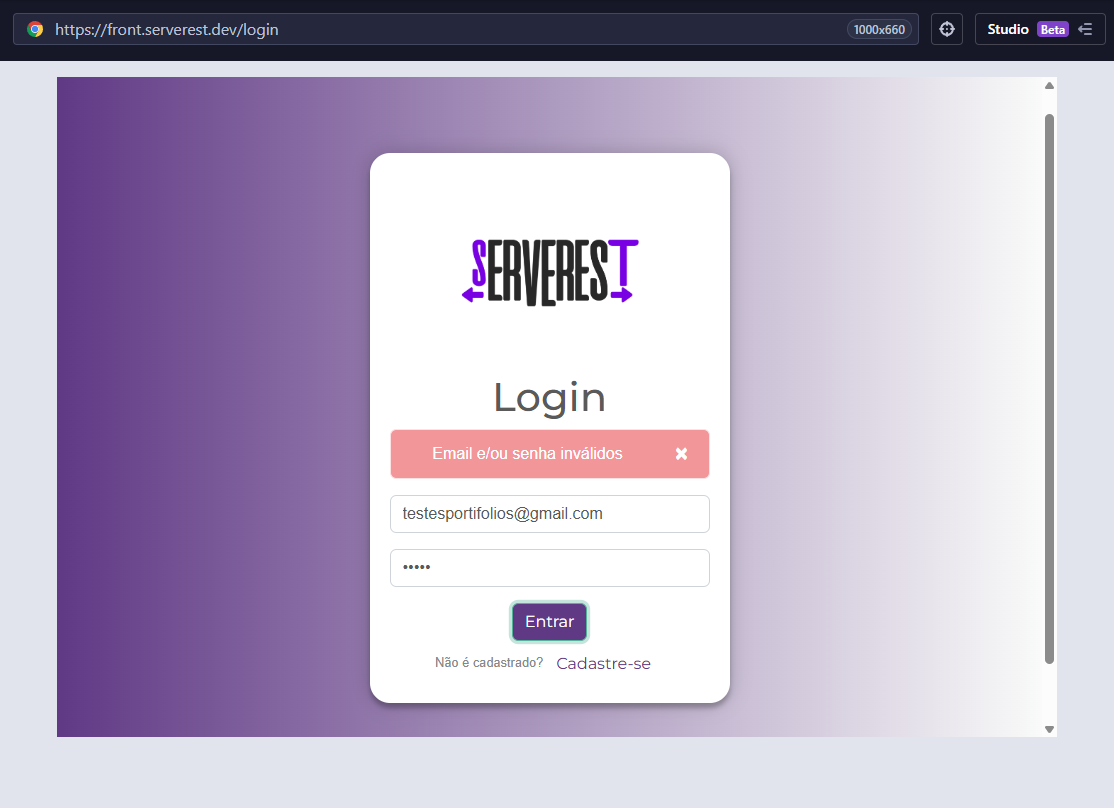 https://front.serverest.dev/login
1000x660
Studio Beta
SERVEREST
Login
Email e/ou senha inválidos
testesportifolios@gmail.com
•••••
Entrar
Não é cadastrado? Cadastre-se